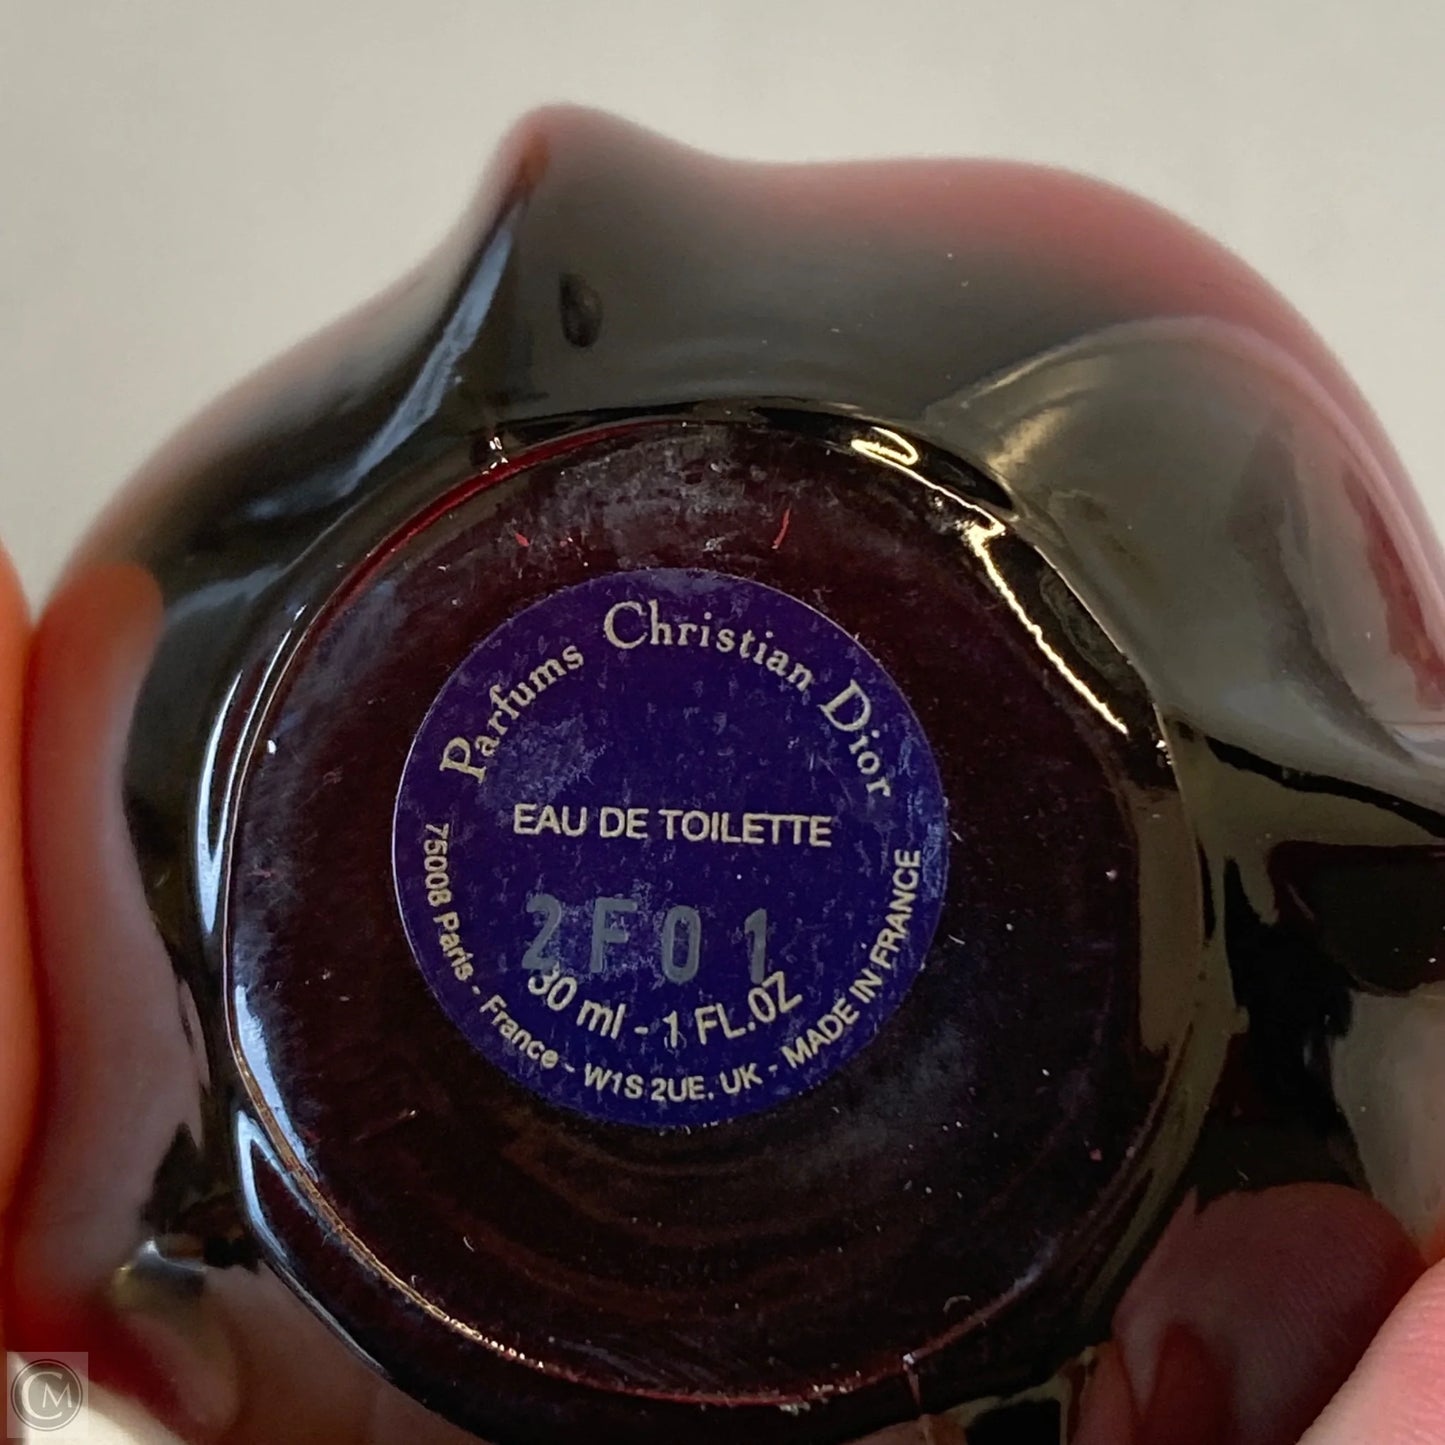 Parfums Christian Dior
EAU DE TOILETTE
2F01
30 ml - 1 FL.OZ
75008 Paris - France - W1S 2UE. UK - MADE IN FRANCE
CM